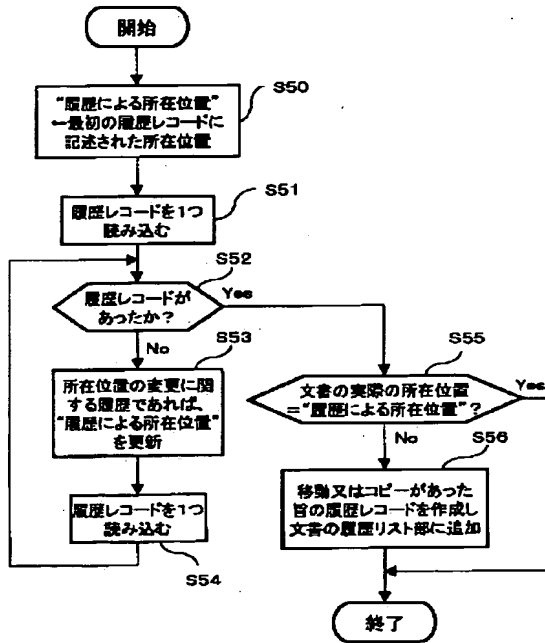 開始
S50
"履歴による所在位置"
←最初の履歴レコードに
記述された所在位置
S51
履歴レコードを1つ
読み込む
S52
履歴レコードが
あったか?
Yes
No
S53
所在位置の変更に関
する履歴であれば、
"履歴による所在位置"
を更新
履歴レコードを1つ
読み込む
S54
S55
文書の実際の所在位置
="履歴による所在位置"?
Yes
No
S56
移動又はコピーがあった
旨の履歴レコードを作成し
文書の履歴リスト部に追加
終了